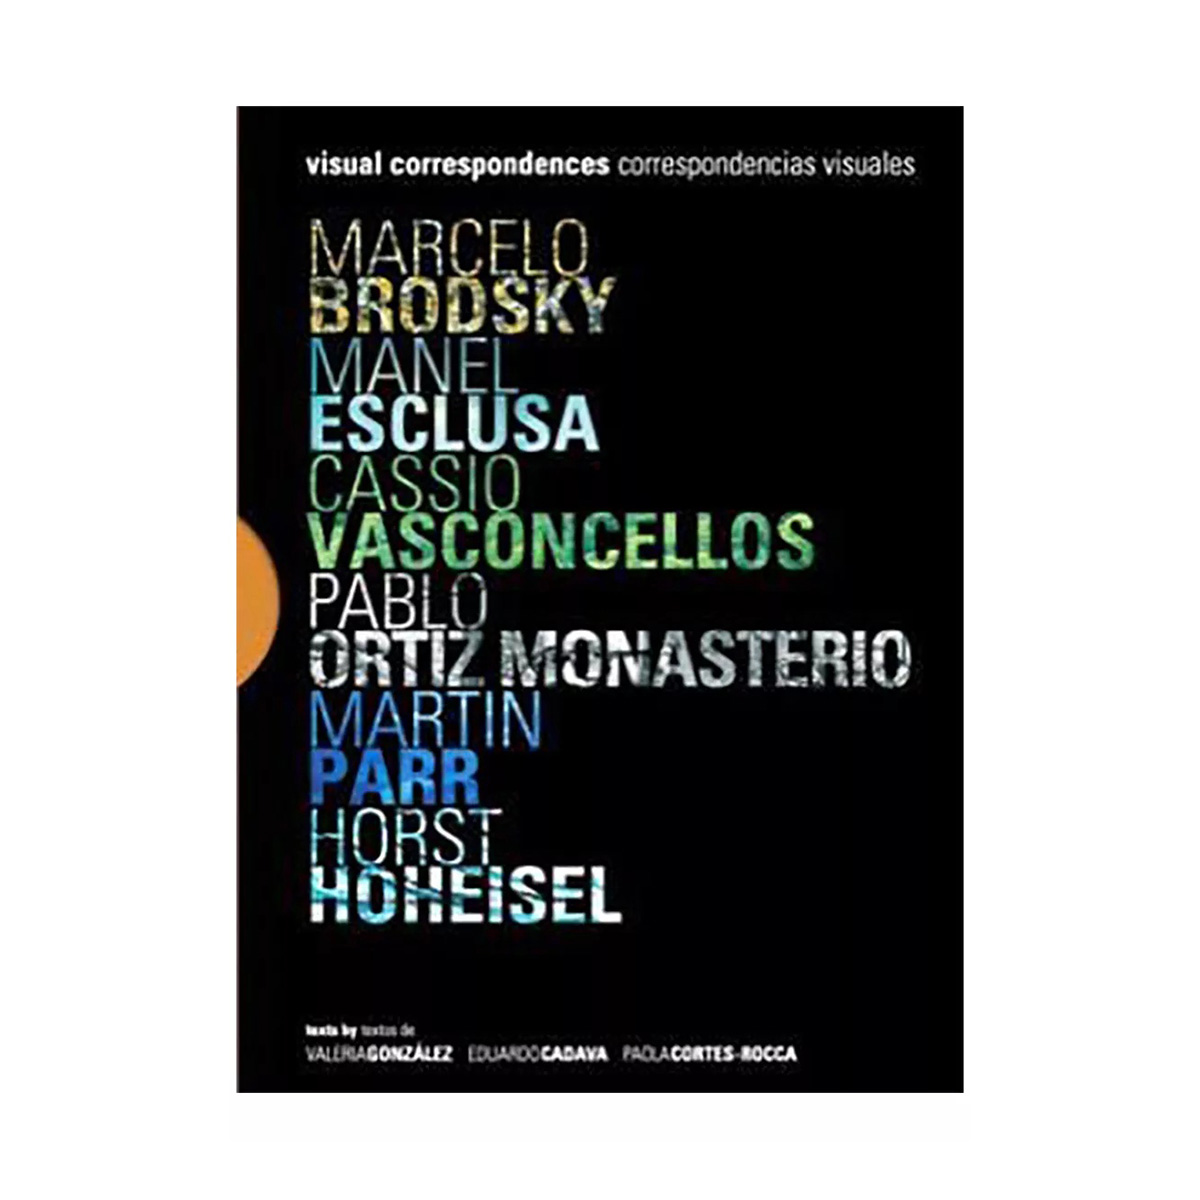 visual correspondences correspondencias visuales
MARCELO
BRODSKY
MANEL
ESCLUSA
CASSIO
VASCONCELLOS
PABLO
ORTIZ MONASTERIO
MARTIN
PARR
HORST
HOHEISEL
texts by textos de
VALERIAGONZÁLEZ EDUARDOCADAVA PAOLACORTES-ROCCA